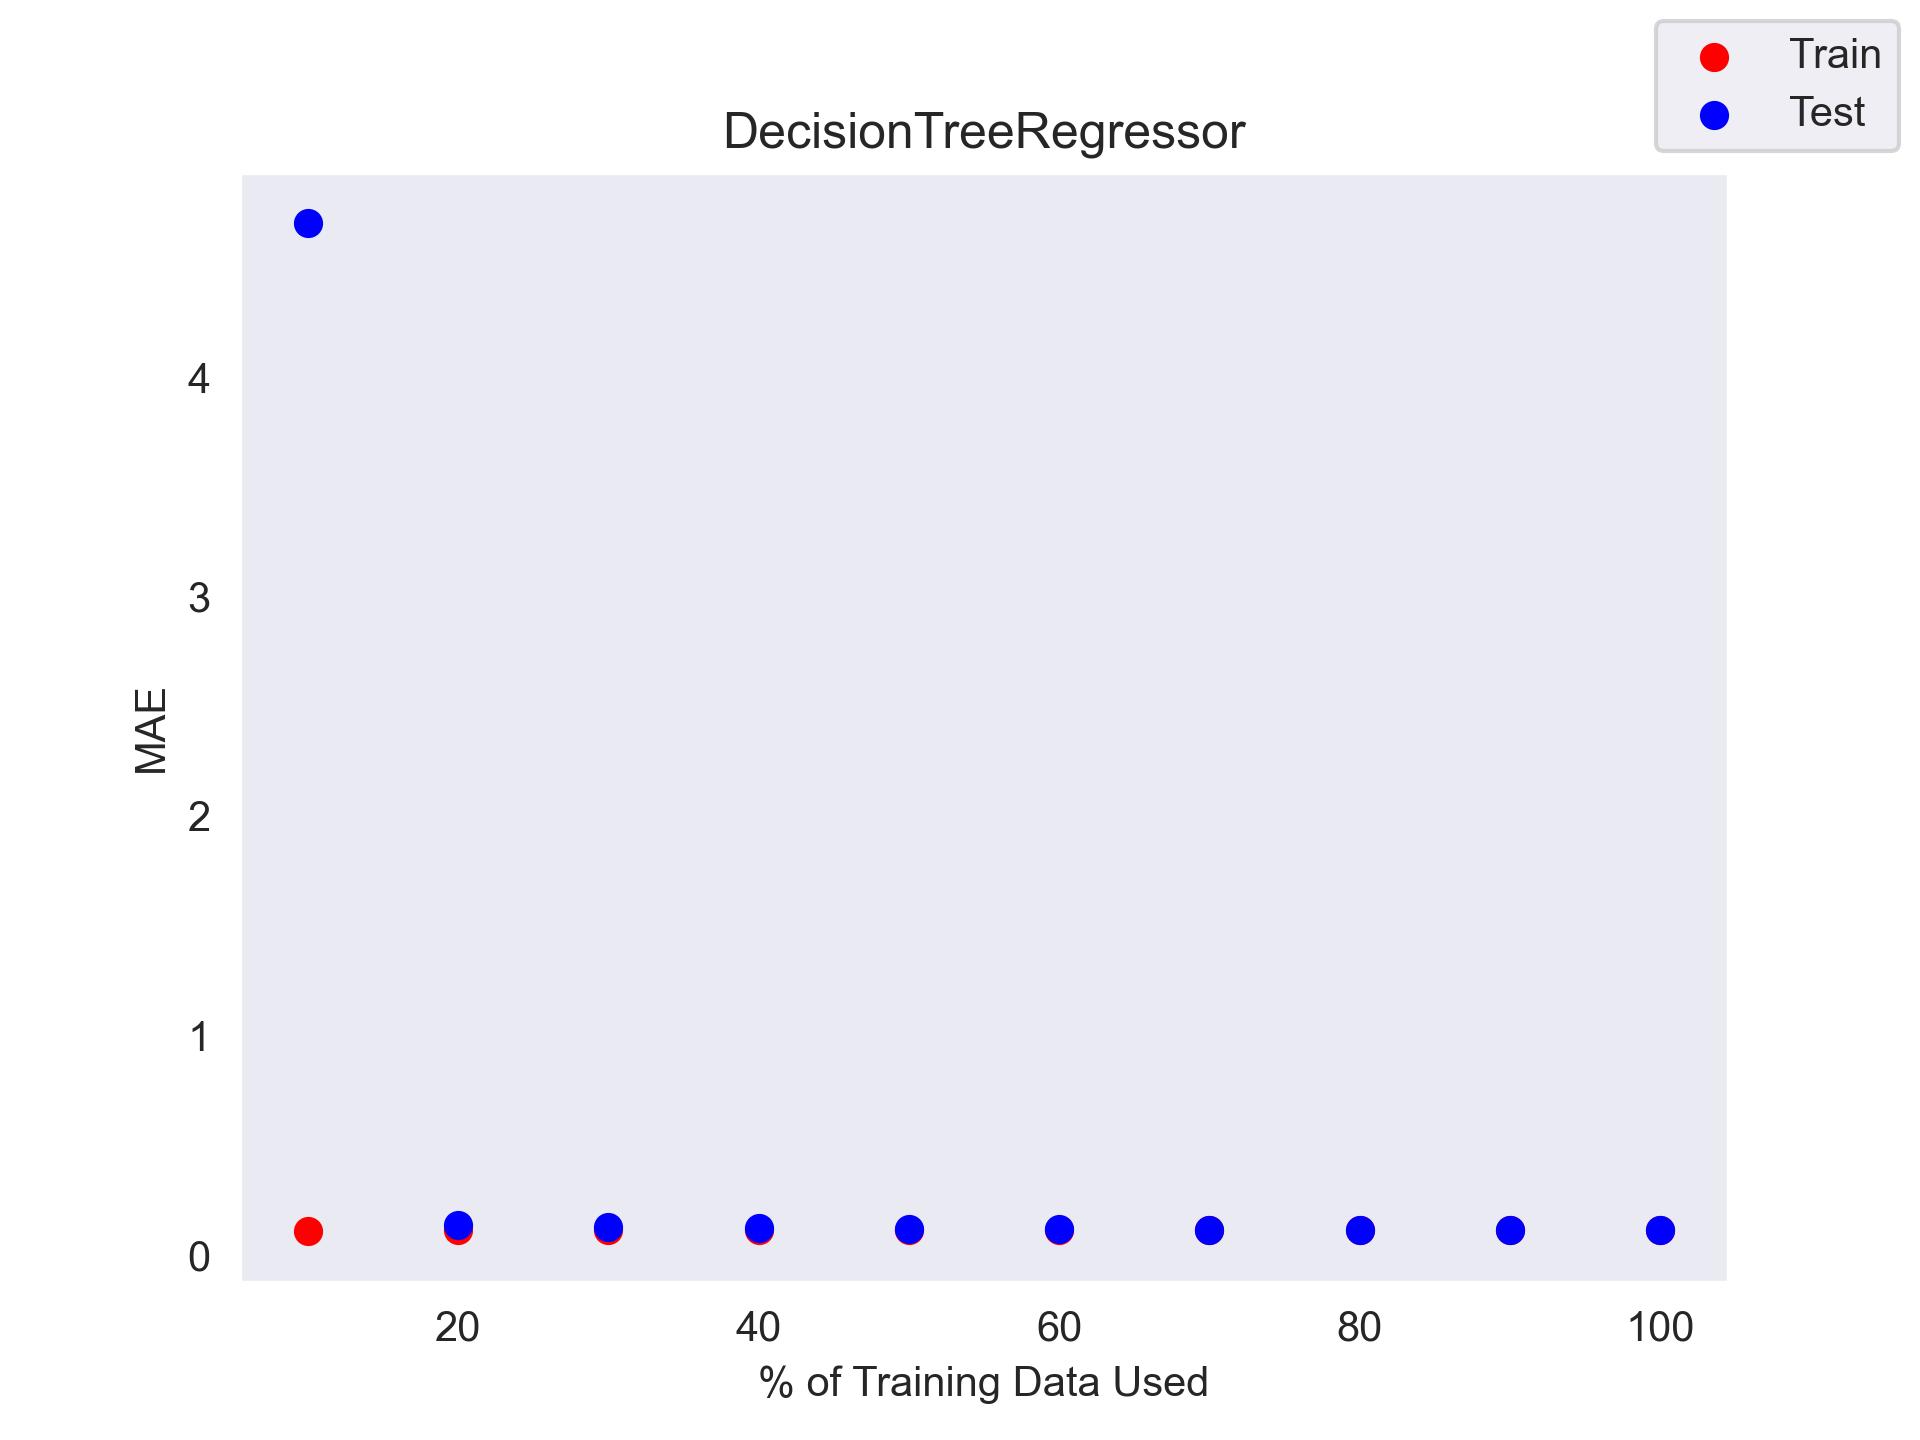 Train
Test
DecisionTreeRegressor
4
3
2
1
0
MAE
20 40 60 80 100
% of Training Data Used